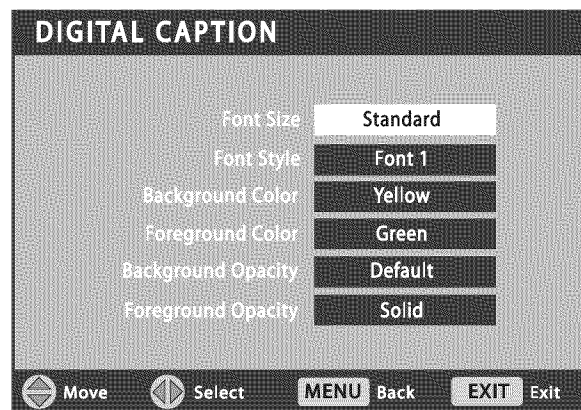 DIGITAL CAPTION
Font Size Standard
Font Style Font 1
Background Color Yellow
Foreground Color Green
Background Opacity Default
Foreground Opacity Solid
Move Select MENU Back EXIT Exit